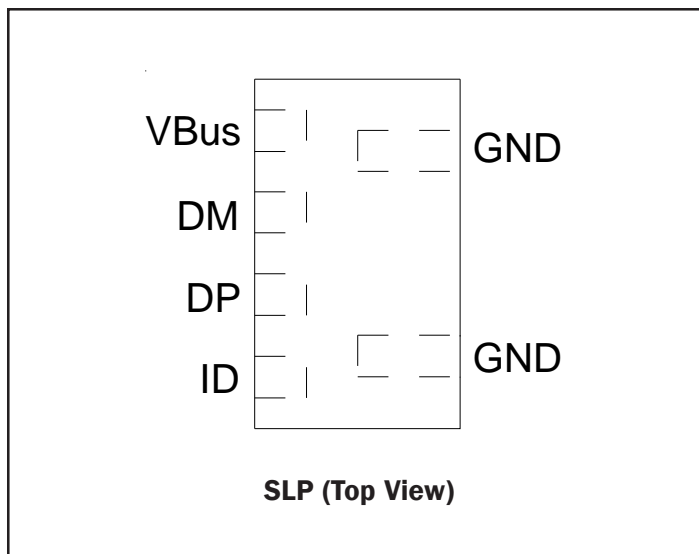 VBus
GND
DM
DP
GND
ID
SLP (Top View)